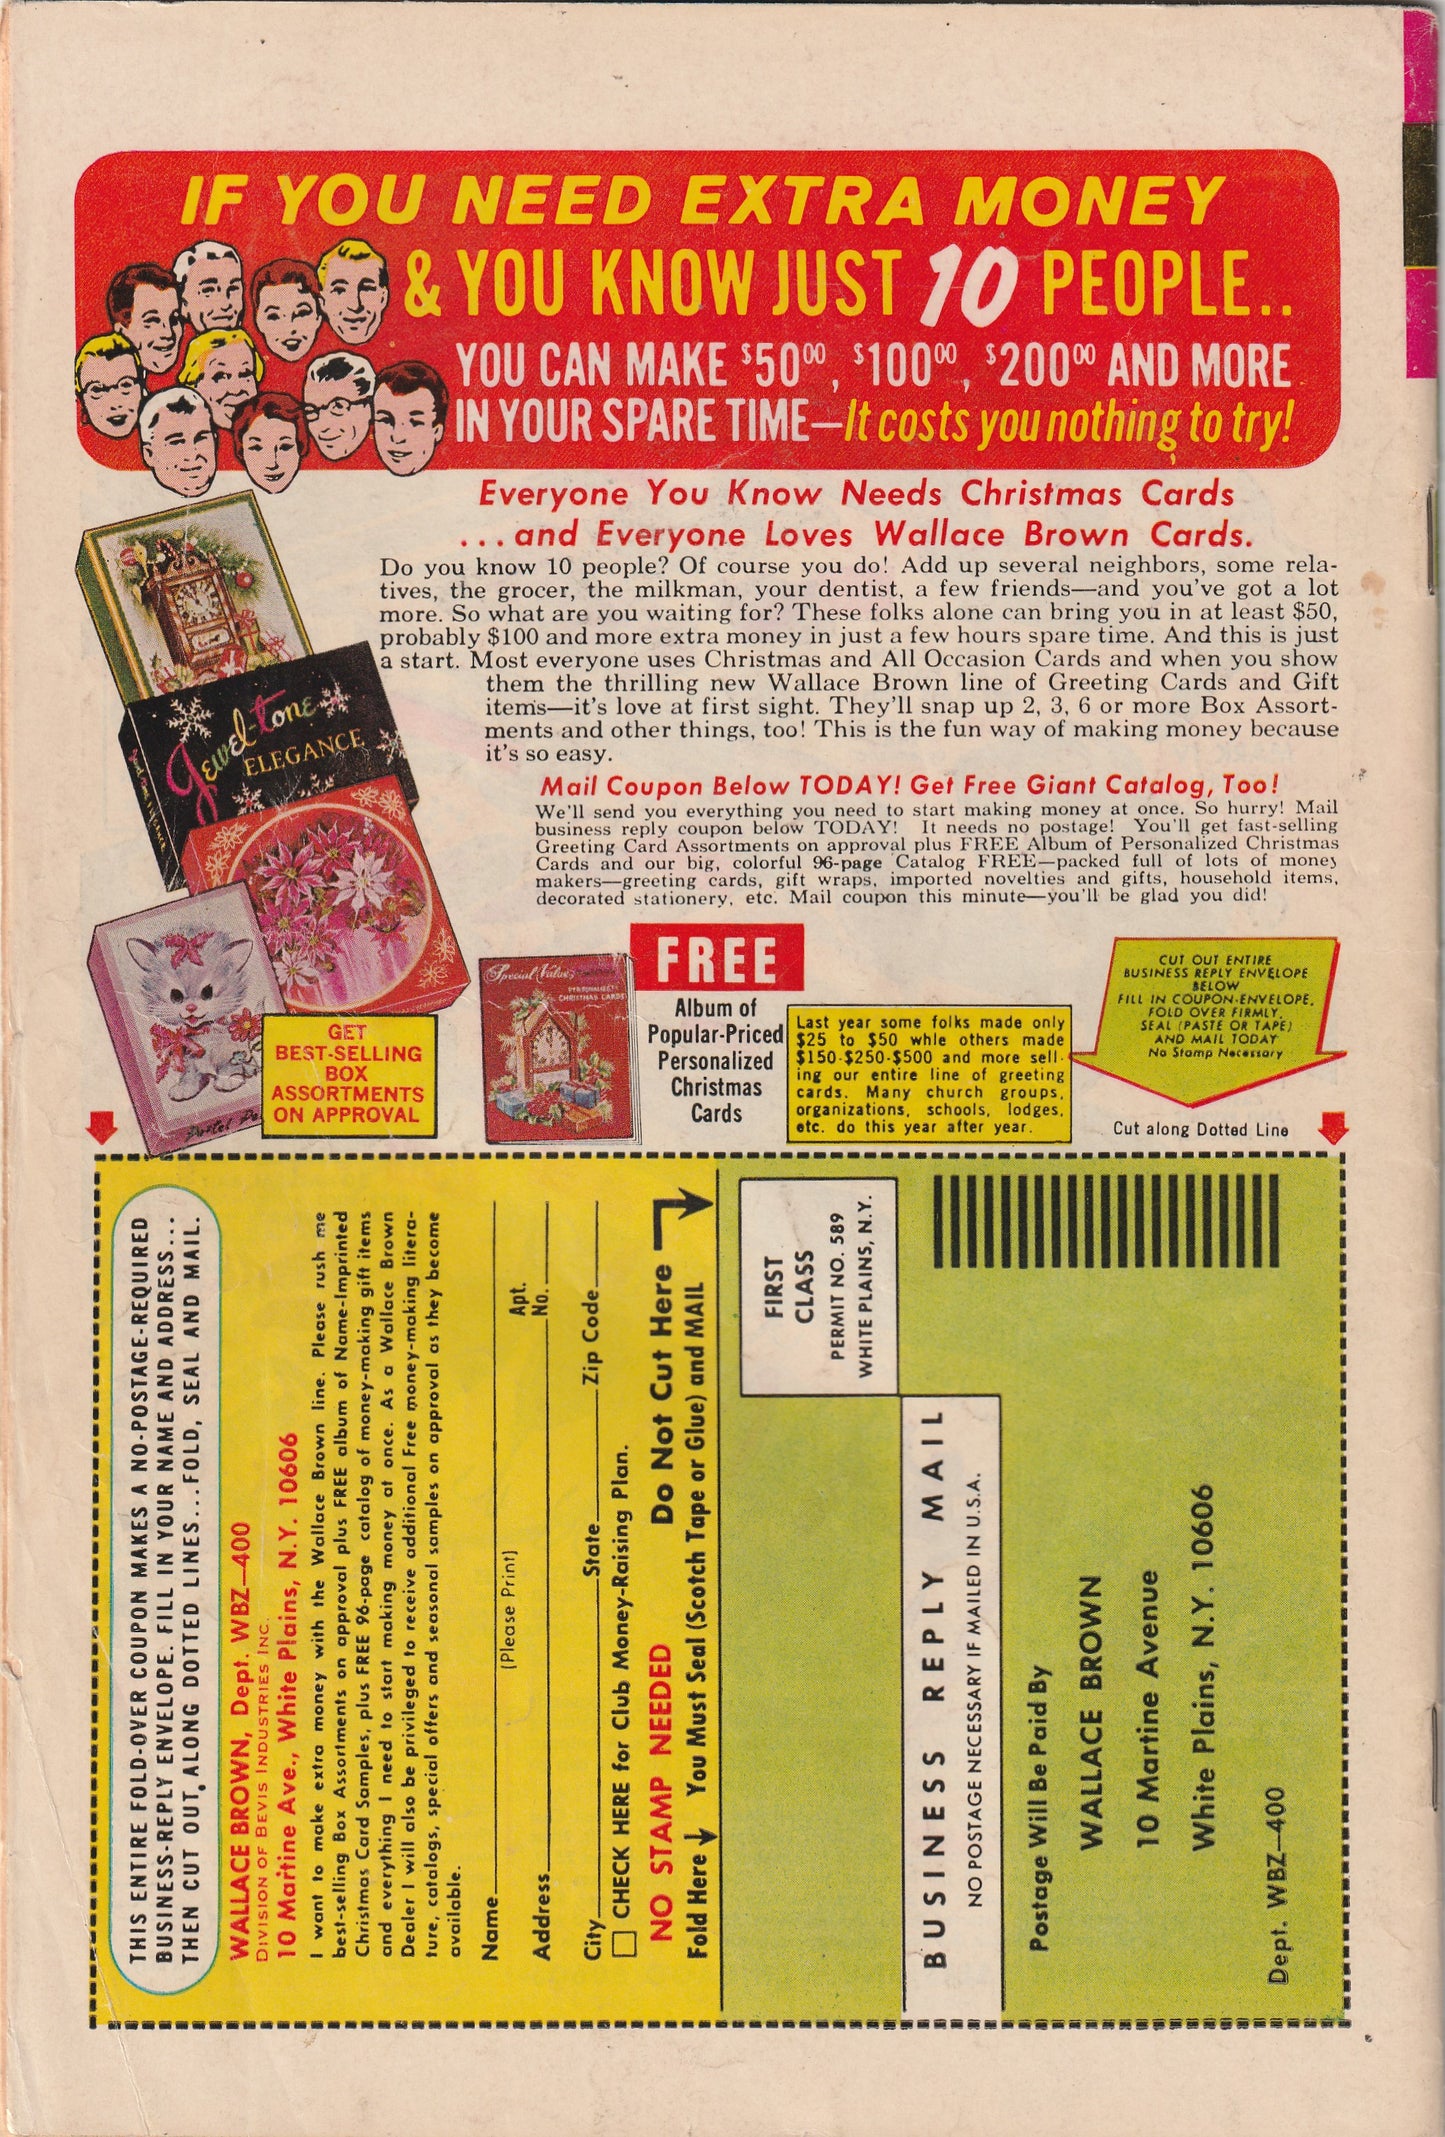 IF YOU NEED EXTRA MONEY
& YOU KNOW JUST 10 PEOPLE..
YOU CAN MAKE $50⁰⁰, $100⁰⁰, $200⁰⁰ AND MORE
IN YOUR SPARE TIME—It costs you nothing to try!
Everyone You Know Needs Christmas Cards
...and Everyone Loves Wallace Brown Cards.
Do you know 10 people? Of course you do! Add up several neighbors, some rela-
tives, the grocer, the milkman, your dentist, a few friends—and you've got a lot
more. So what are you waiting for? These folks alone can bring you in at least $50,
probably $100 and more extra money in just a few hours spare time. And this is just
a start. Most everyone uses Christmas and All Occasion Cards and when you show
them the thrilling new Wallace Brown line of Greeting Cards and Gift
items—it's love at first sight. They'll snap up 2, 3, 6 or more Box Assort-
ments and other things, too! This is the fun way of making money because
it's so easy.
Jewel-tone
ELEGANCE
Mail Coupon Below TODAY! Get Free Giant Catalog, Too!
We'll send you everything you need to start making money at once. So hurry! Mail
business reply coupon below TODAY! It needs no postage! You'll get fast-selling
Greeting Card Assortments on approval plus FREE Album of Personalized Christmas
Cards and our big, colorful 96-page Catalog FREE—packed full of lots of money
makers—greeting cards, gift wraps, imported novelties and gifts, household items,
decorated stationery, etc. Mail coupon this minute—you'll be glad you did!
GET
BEST-SELLING
BOX
ASSORTMENTS
ON APPROVAL
Special Value
PERSONALIZED
CHRISTMAS CARDS
FREE
Album of
Popular-Priced
Personalized
Christmas
Cards
Last year some folks made only
$25 to $50 whle others made
$150-$250-$500 and more sell-
ing our entire line of greeting
cards. Many church groups,
organizations, schools, lodges,
etc. do this year after year.
CUT OUT ENTIRE
BUSINESS REPLY ENVELOPE
BELOW
FILL IN COUPON-ENVELOPE,
FOLD OVER FIRMLY,
SEAL (PASTE OR TAPE)
AND MAIL TODAY
No Stamp Necessary
Cut along Dotted Line
THIS ENTIRE FOLD-OVER COUPON MAKES A NO-POSTAGE-REQUIRED
BUSINESS-REPLY ENVELOPE. FILL IN YOUR NAME AND ADDRESS...
THEN CUT OUT ALONG DOTTED LINES...FOLD, SEAL AND MAIL.
WALLACE BROWN, Dept. WBZ—400
DIVISION OF BEVIS INDUSTRIES INC.
10 Martine Ave., White Plains, N.Y. 10606
I want to make extra money with the Wallace Brown line. Please rush me
best-selling Box Assortments on approval plus FREE album of Name-Imprinted
Christmas Card Samples, plus FREE 96-page catalog of money-making gift items
and everything I need to start making money at once. As a Wallace Brown
Dealer I will also be privileged to receive additional Free money-making litera-
ture, catalogs, special offers and seasonal samples on approval as they become
available.
Name
(Please Print)
Address Apt. No.
City State Zip Code
CHECK HERE for Club Money-Raising Plan.
NO STAMP NEEDED Do Not Cut Here
Fold Here You Must Seal (Scotch Tape or Glue) and MAIL
FIRST
CLASS
PERMIT NO. 589
WHITE PLAINS, N.Y.
BUSINESS REPLY MAIL
NO POSTAGE NECESSARY IF MAILED IN U.S.A.
Postage Will Be Paid By
WALLACE BROWN
10 Martine Avenue
White Plains, N.Y. 10606
Dept. WBZ—400